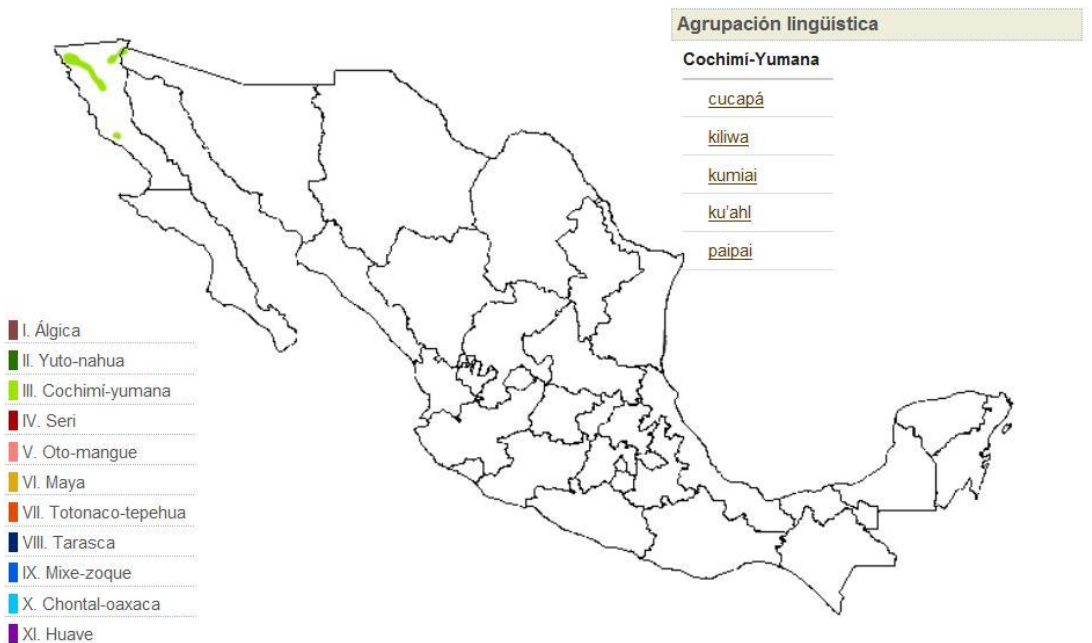 Agrupación lingüística
Cochimí-Yumana
cucapá
kiliwa
kumiai
ku'ahl
paipai
I. Álgica
II. Yuto-nahua
III. Cochimí-yumana
IV. Seri
V. Oto-mangue
VI. Maya
VII. Totonaco-tepehua
VIII. Tarasca
IX. Mixe-zoque
X. Chontal-oaxaca
XI. Huave